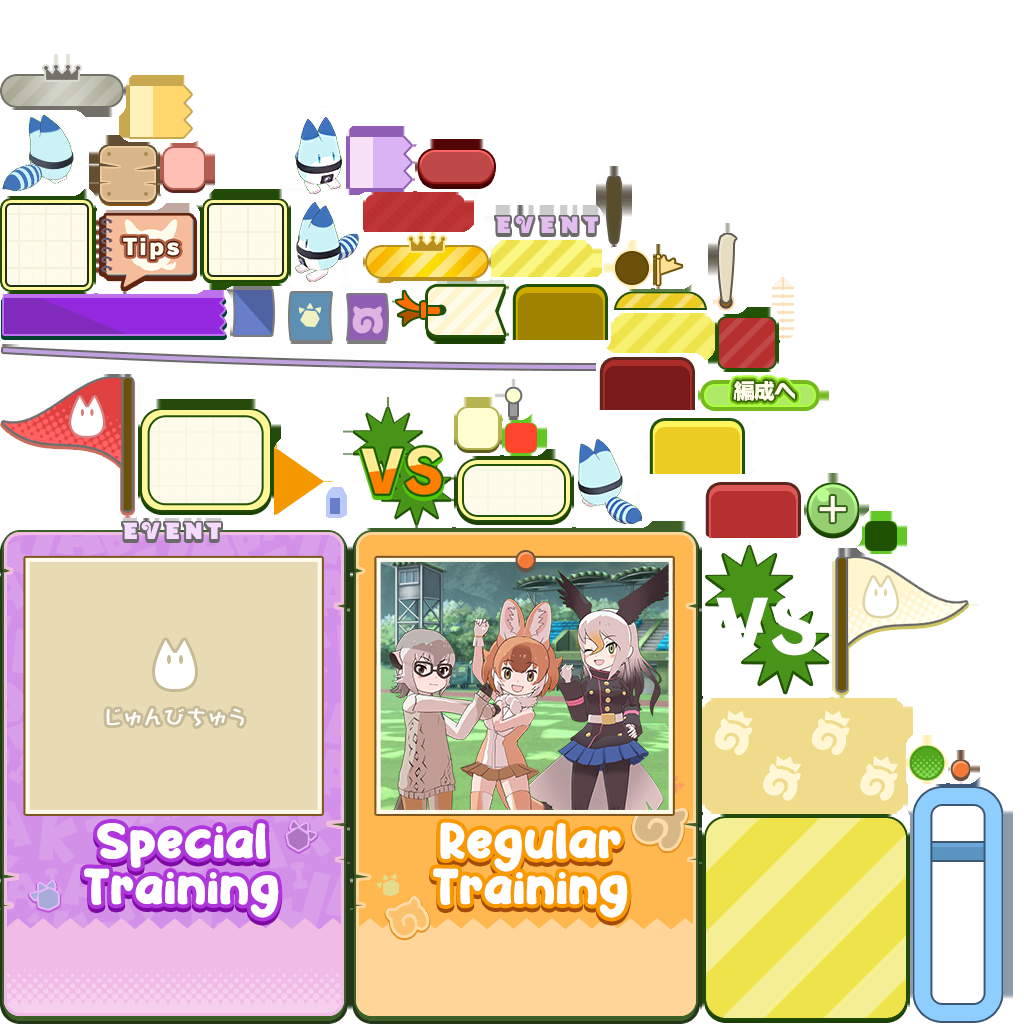 Tips
EVENT
編成へ
VS
EVENT
VS
じゅんびちゅう
Special
Training
Regular
Training